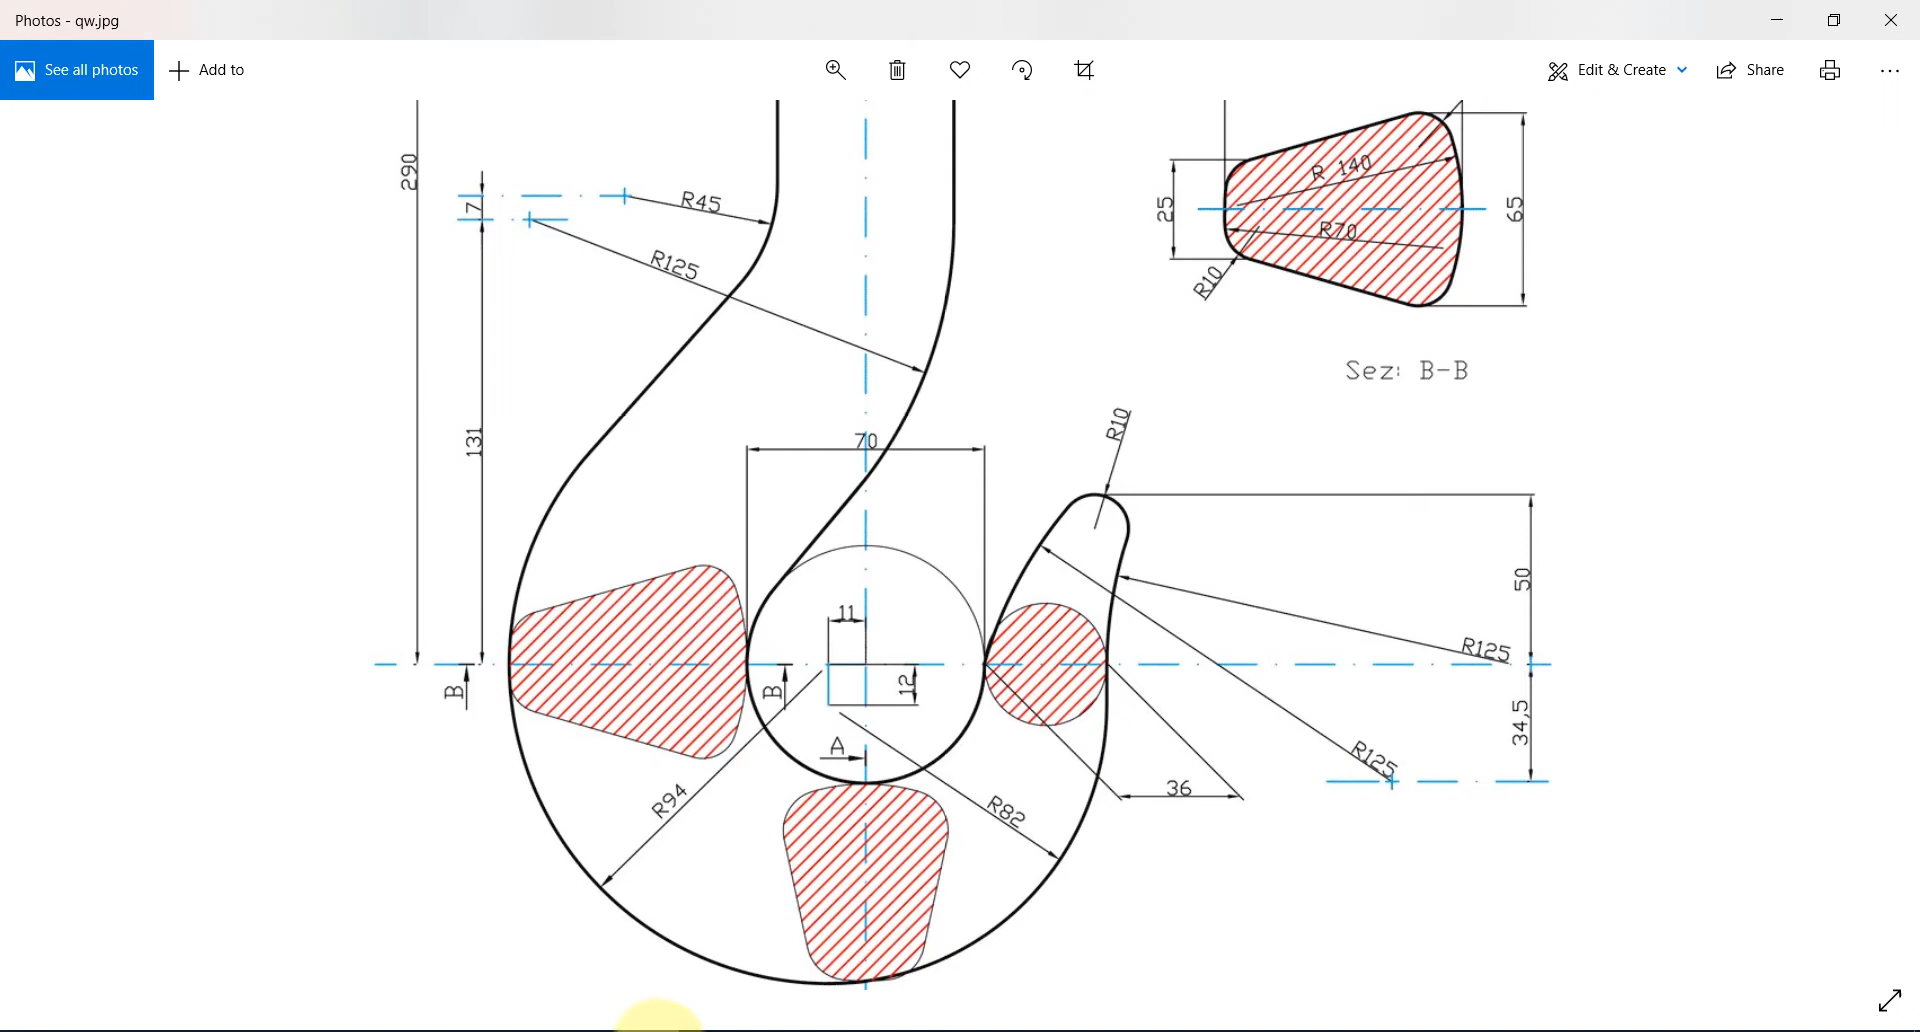 Photos - qw.jpg
See all photos
Add to
Edit & Create
Share
290
7
R45
R125
131
70
R 140
R70
25
65
R10
Sez: B-B
R10
50
11
12
B
B
A
R125
R125
34,5
36
R94
R82